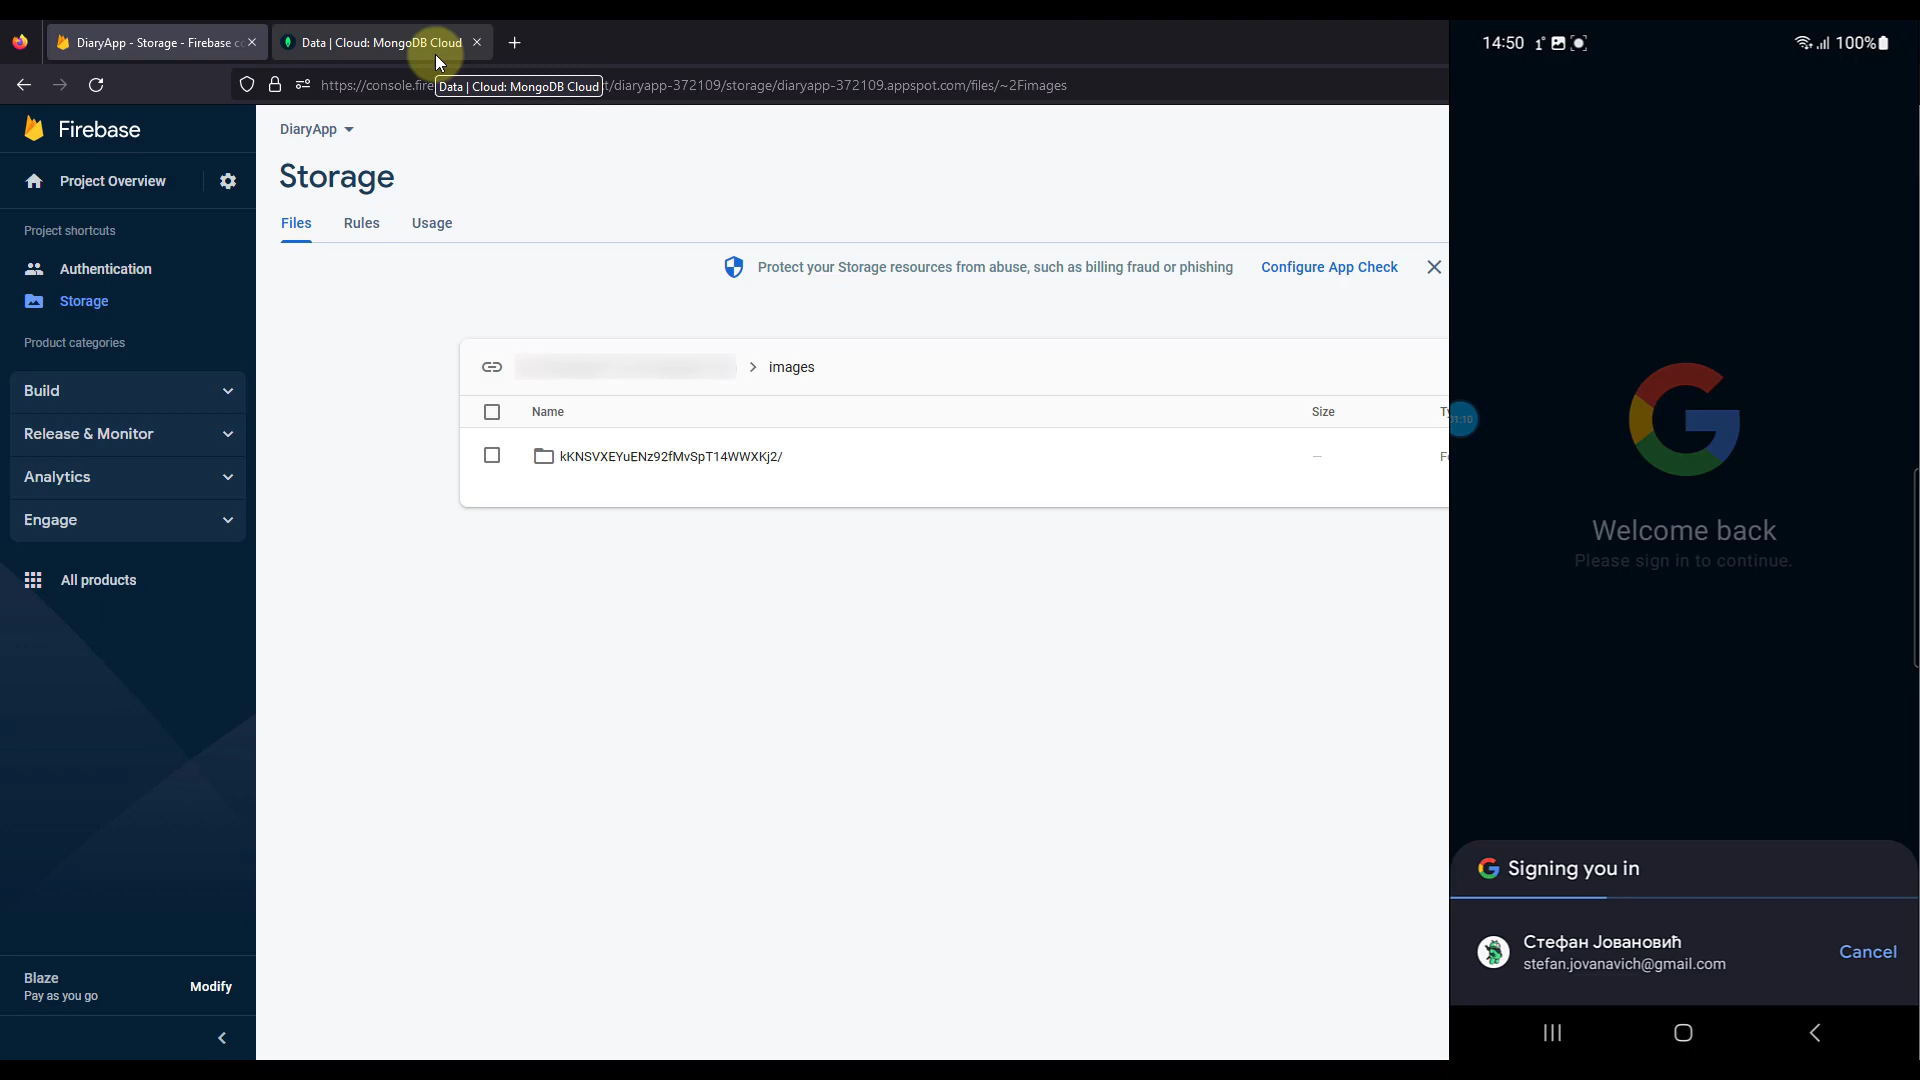 DiaryApp - Storage - Firebase co
Data | Cloud: MongoDB Cloud
https://console.fire
Data | Cloud: MongoDB Cloud
t/diaryapp-372109/storage/diaryapp-372109.appspot.com/files/~2Fimages
Firebase
Project Overview
Project shortcuts
Authentication
Storage
Product categories
Build
Release & Monitor
Analytics
Engage
All products
Blaze
Pay as you go
Modify
DiaryApp
Storage
Files Rules Usage
Protect your Storage resources from abuse, such as billing fraud or phishing Configure App Check
images
Name Size Ty
kKNSVXEYuENz92fMvSpT14WWXKj2/ — Fo
14:50 1° 100%
Welcome back
Please sign in to continue.
Signing you in
Стефан Јовановић
stefan.jovanavich@gmail.com
Cancel